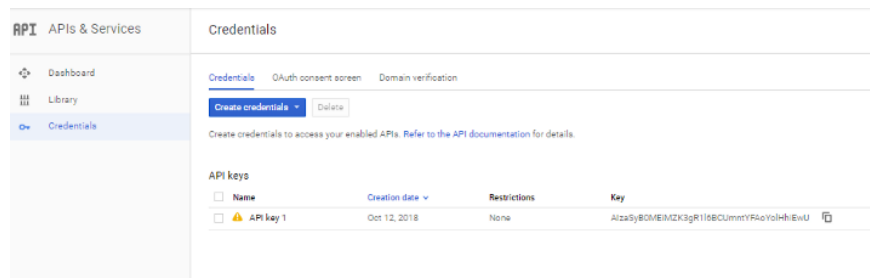 API APIs & Services
Credentials
Dashboard
Library
Credentials
Credentials OAuth consent screen Domain verification
Create credentials Delete
Create credentials to access your enabled APIs. Refer to the API documentation for details.
API keys
Name Creation date Restrictions Key
API key 1 Oct 12, 2018 None